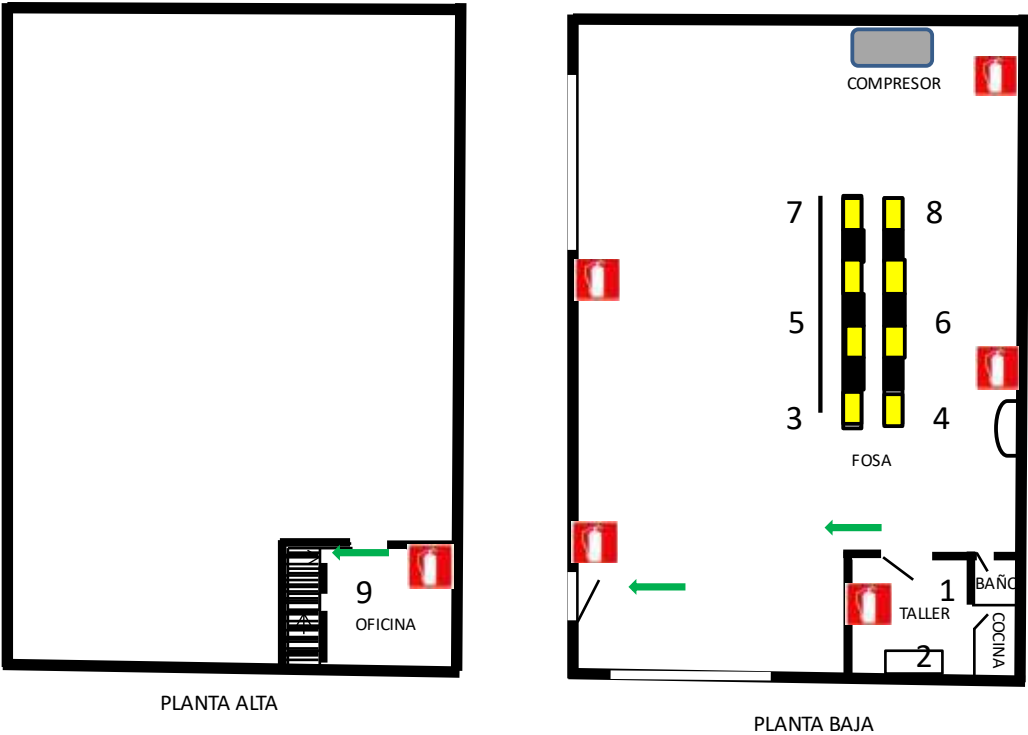 9
OFICINA
PLANTA ALTA
COMPRESOR
7
8
5
6
3
4
FOSA
1
BAÑO
TALLER
COCINA
2
PLANTA BAJA